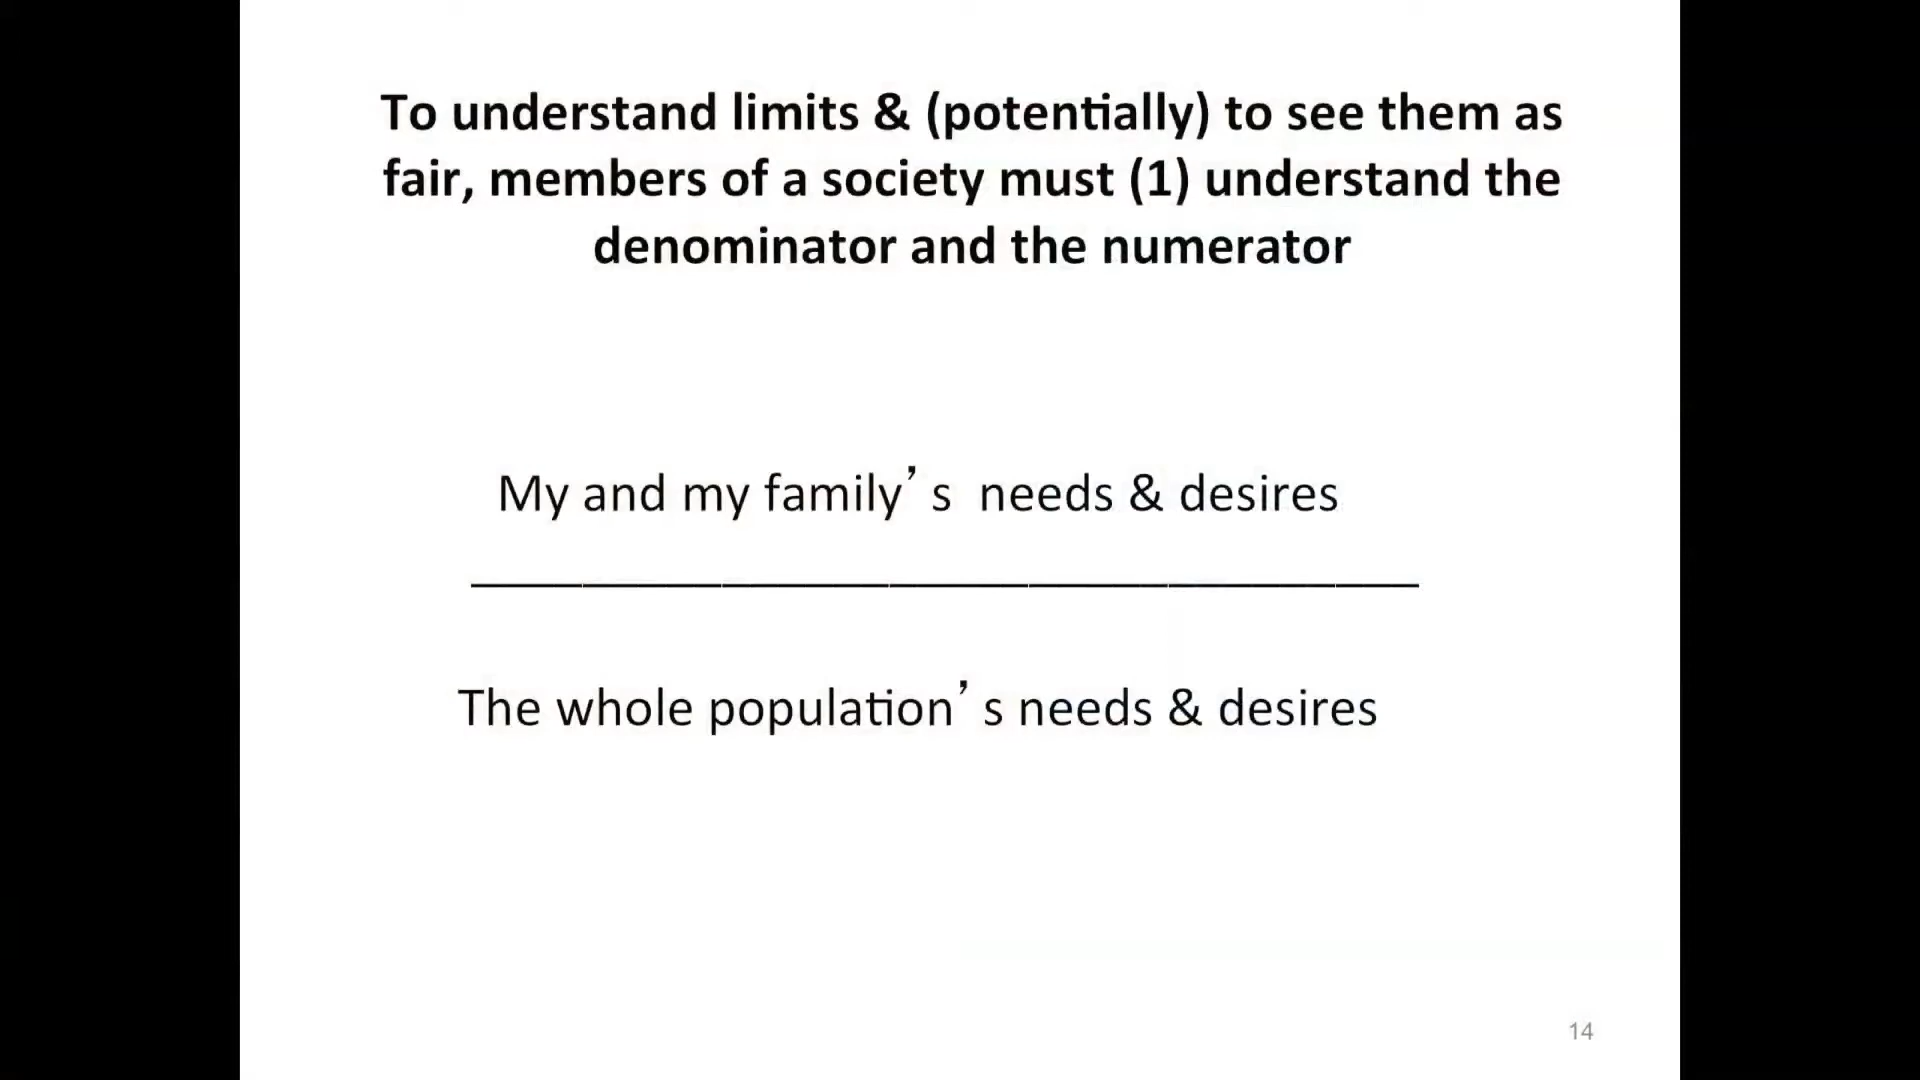 To understand limits & (potentially) to see them as
fair, members of a society must (1) understand the
denominator and the numerator
My and my family’s needs & desires
The whole population’s needs & desires
14